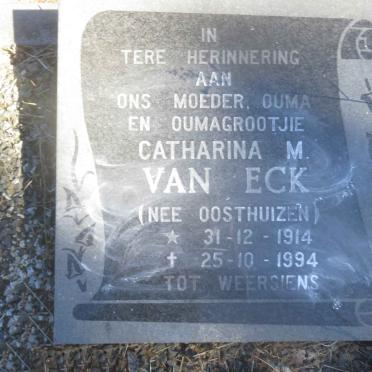 IN
TERE HERINNERING
AAN
ONS MOEDER, OUMA
EN OUMAGROOTJIE
CATHARINA M.
VAN ECK
(NEE OOSTHUIZEN)
★ 31-12-1914
✝ 25-10-1994
TOT WEERSIENS